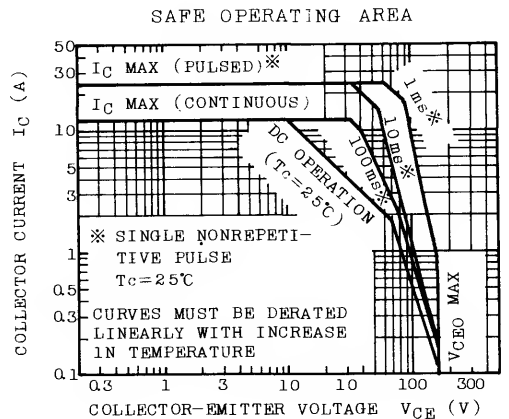 SAFE OPERATING AREA
COLLECTOR CURRENT IC (A)
50
30
10
5
3
1
0.5
0.3
0.1
IC MAX (PULSED)※
IC MAX (CONTINUOUS)
DC OPERATION
(Tc=25℃)
100ms※
10ms※
1ms※
※ SINGLE NONREPETI-
TIVE PULSE
Tc=25℃
CURVES MUST BE DERATED
LINEARLY WITH INCREASE
IN TEMPERATURE
VCEO MAX
0.3
1
3
10
30
100
300
COLLECTOR-EMITTER VOLTAGE VCE (V)